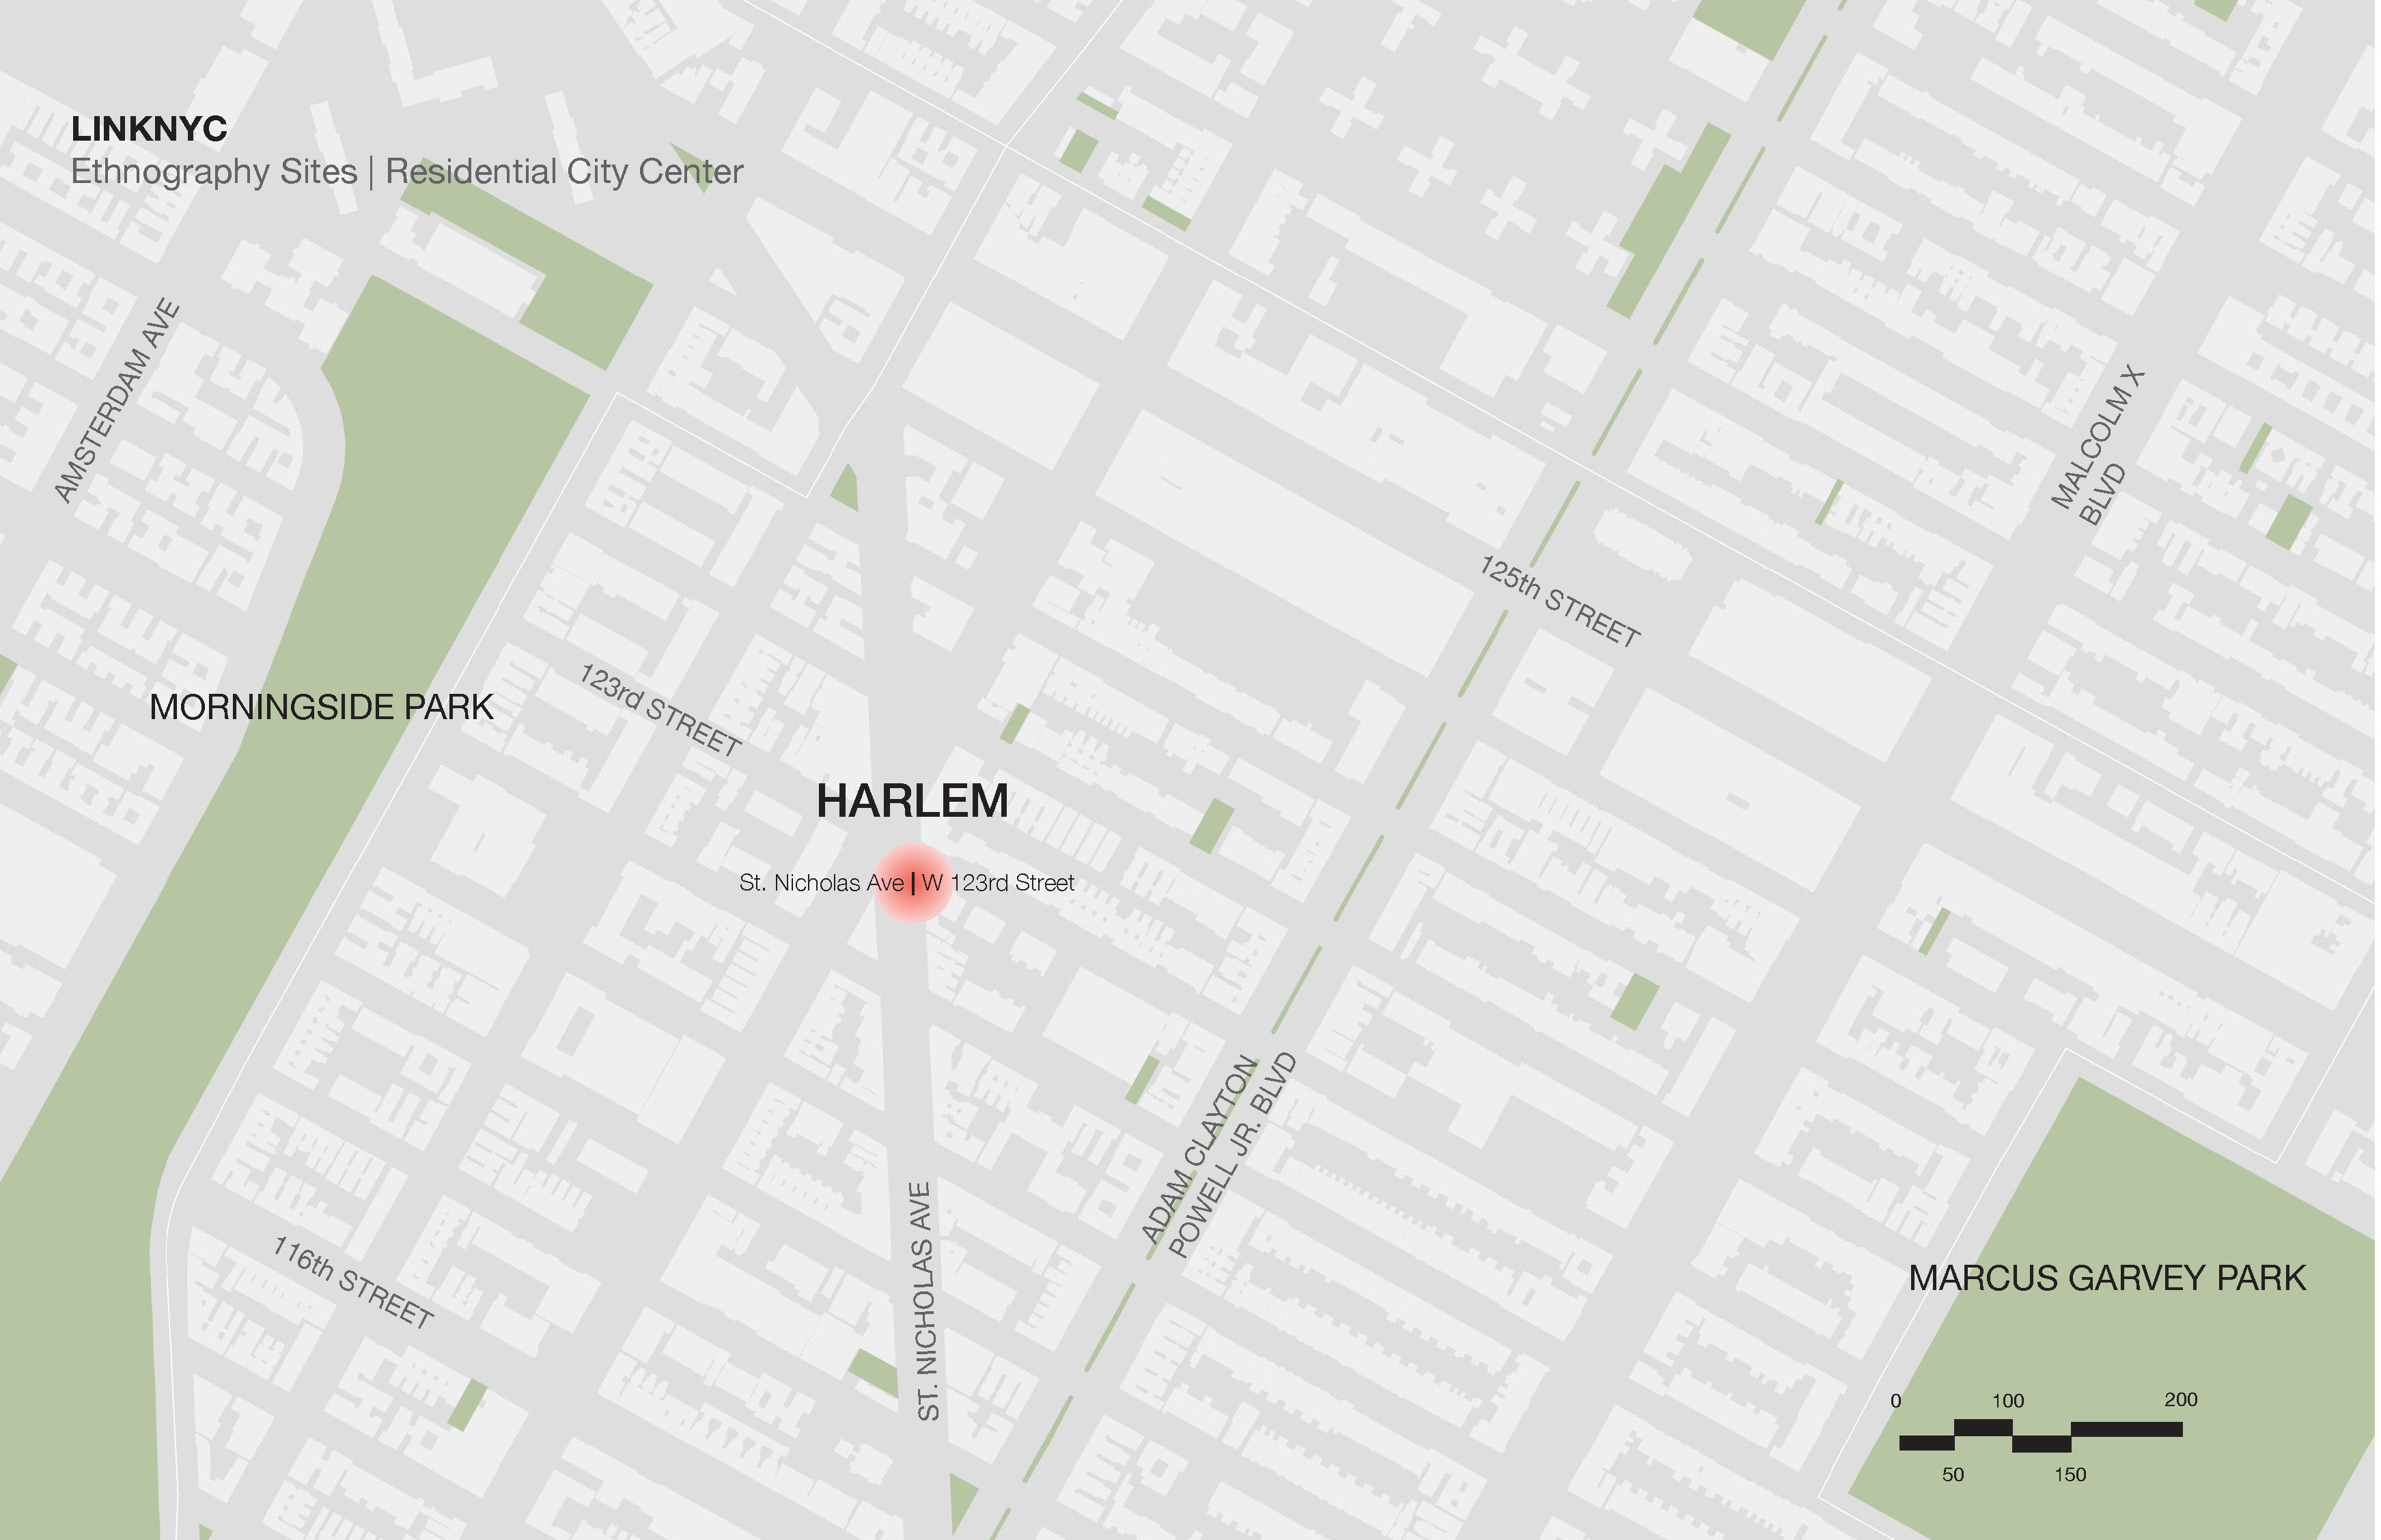 LINKNYC
Ethnography Sites | Residential City Center
AMSTERDAM AVE
MALCOLM X
BLVD
125th STREET
MORNINGSIDE PARK
123rd STREET
HARLEM
St. Nicholas Ave | W 123rd Street
ADAM CLAYTON
POWELL JR. BLVD
ST. NICHOLAS AVE
116th STREET
MARCUS GARVEY PARK
0 100 200
50 150